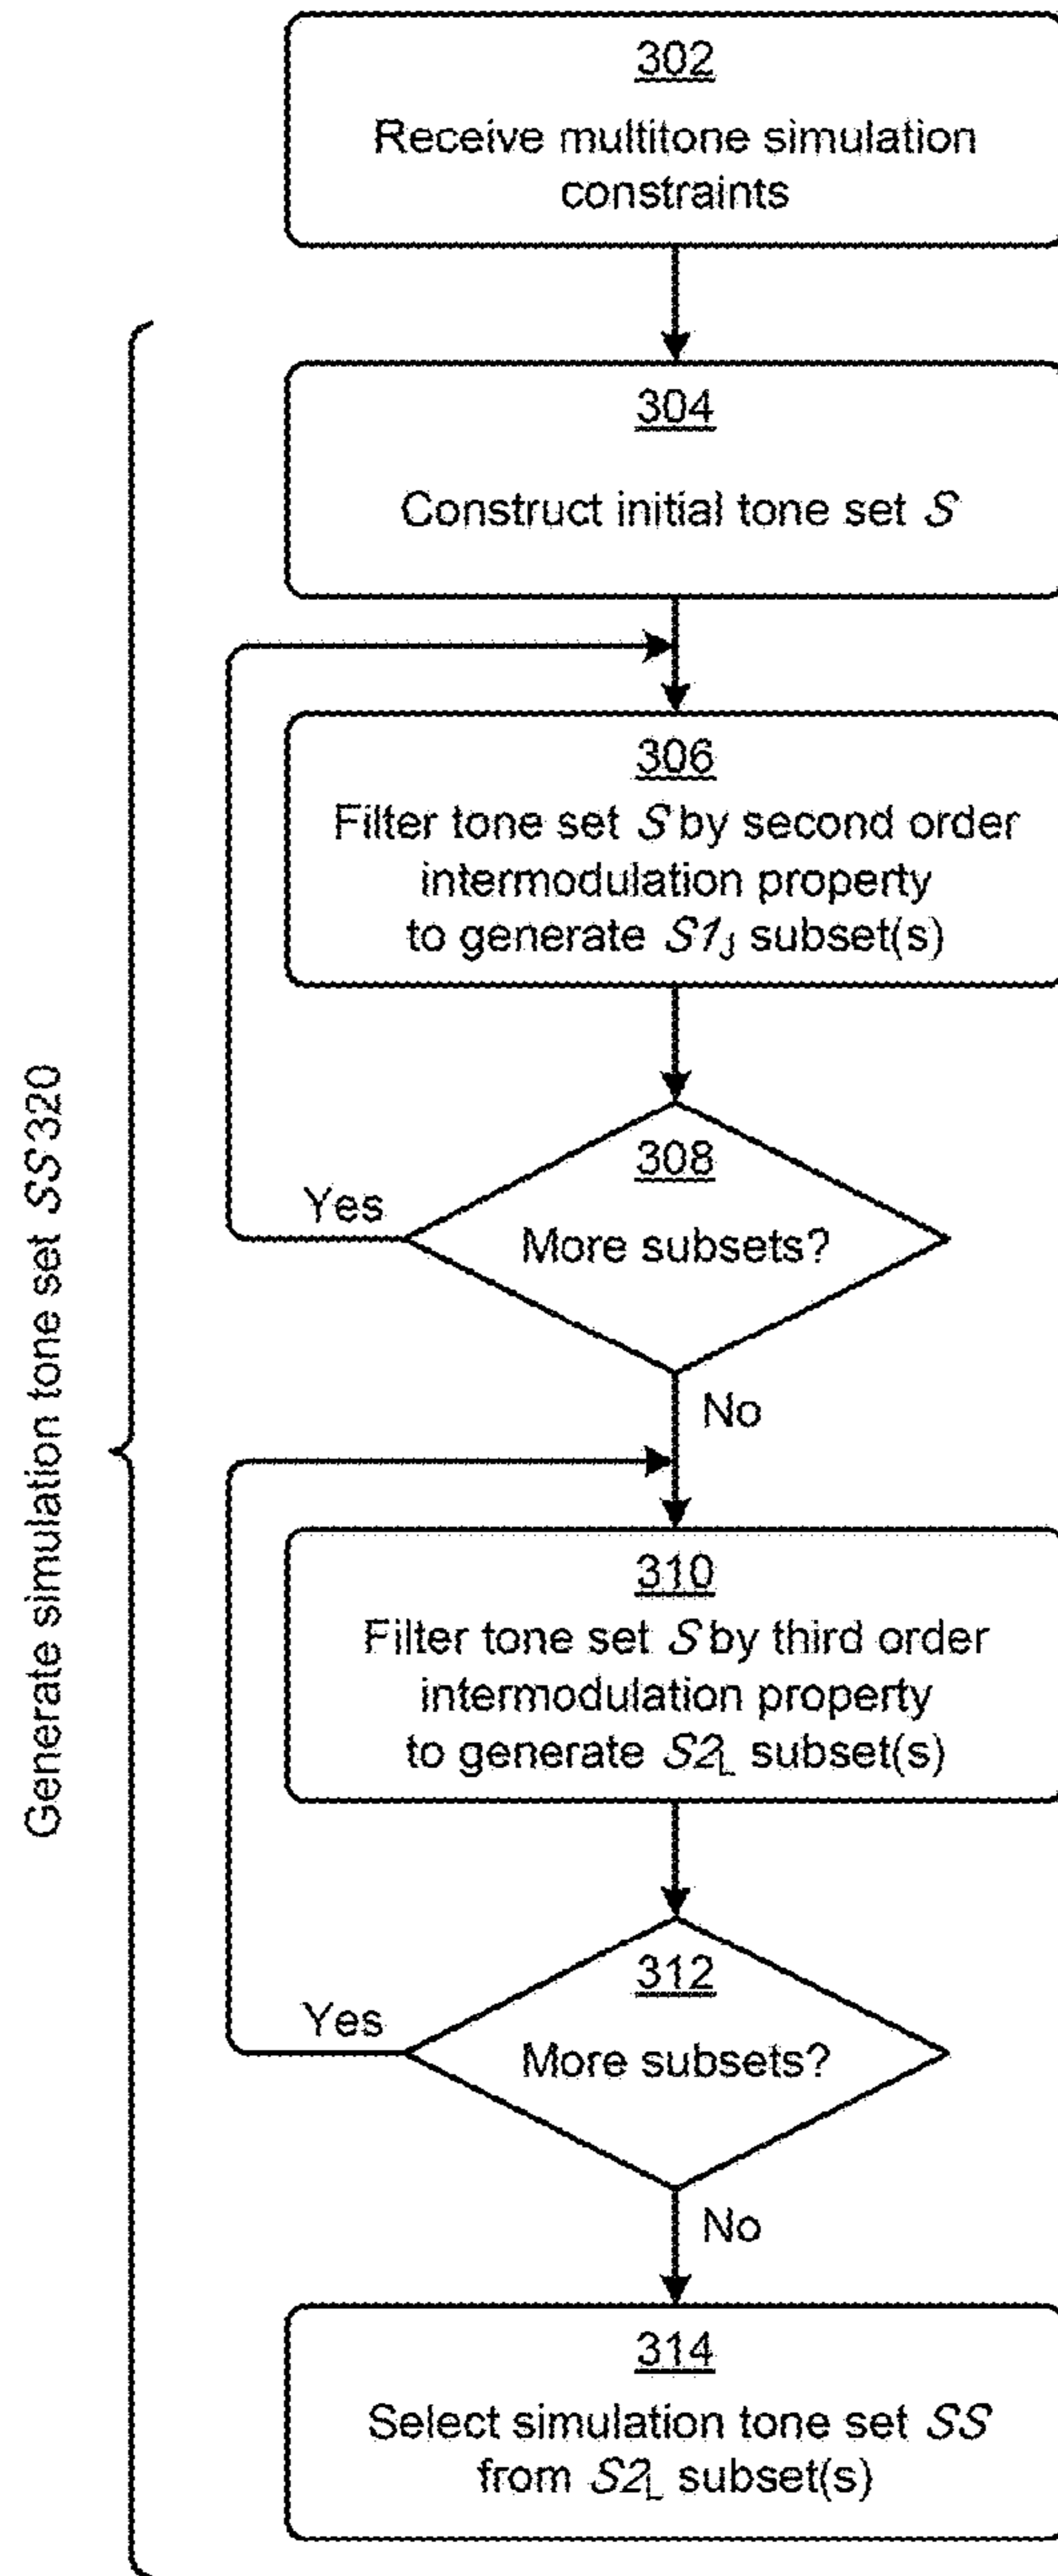 302
Receive multitone simulation
constraints
304
Construct initial tone set S
306
Filter tone set S by second order
intermodulation property
to generate S1J subset(s)
308
Yes
More subsets?
No
310
Filter tone set S by third order
intermodulation property
to generate S2L subset(s)
312
Yes
More subsets?
No
314
Select simulation tone set SS
from S2L subset(s)
Generate simulation tone set SS 320